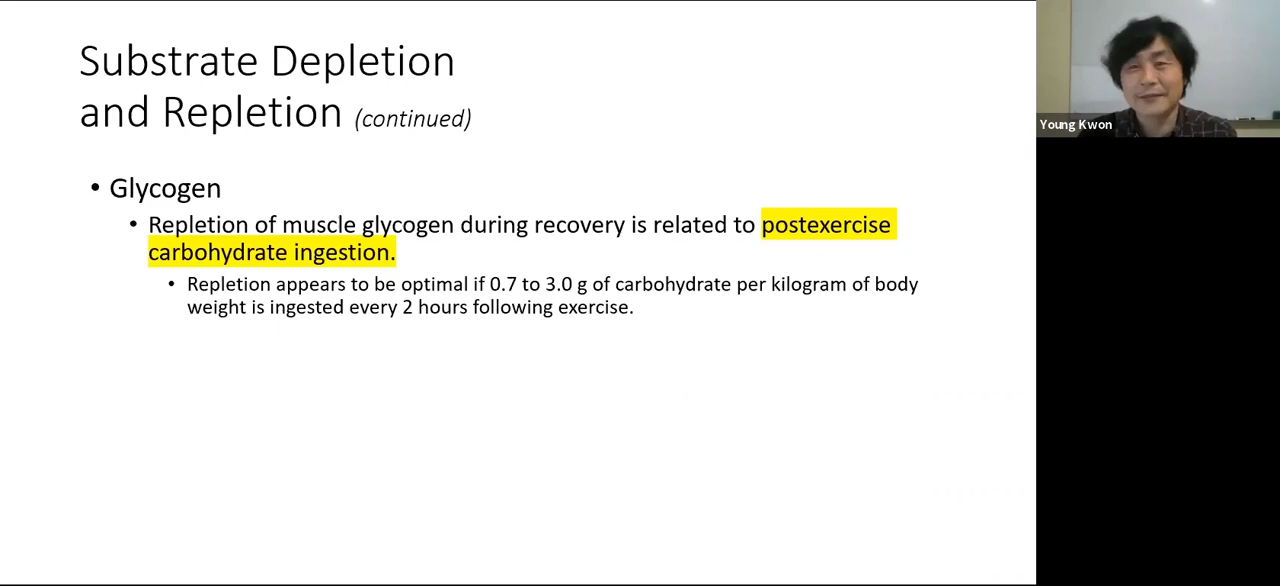 Substrate Depletion
and Repletion (continued)
• Glycogen
• Repletion of muscle glycogen during recovery is related to postexercise
carbohydrate ingestion.
• Repletion appears to be optimal if 0.7 to 3.0 g of carbohydrate per kilogram of body
weight is ingested every 2 hours following exercise.
Young Kwon